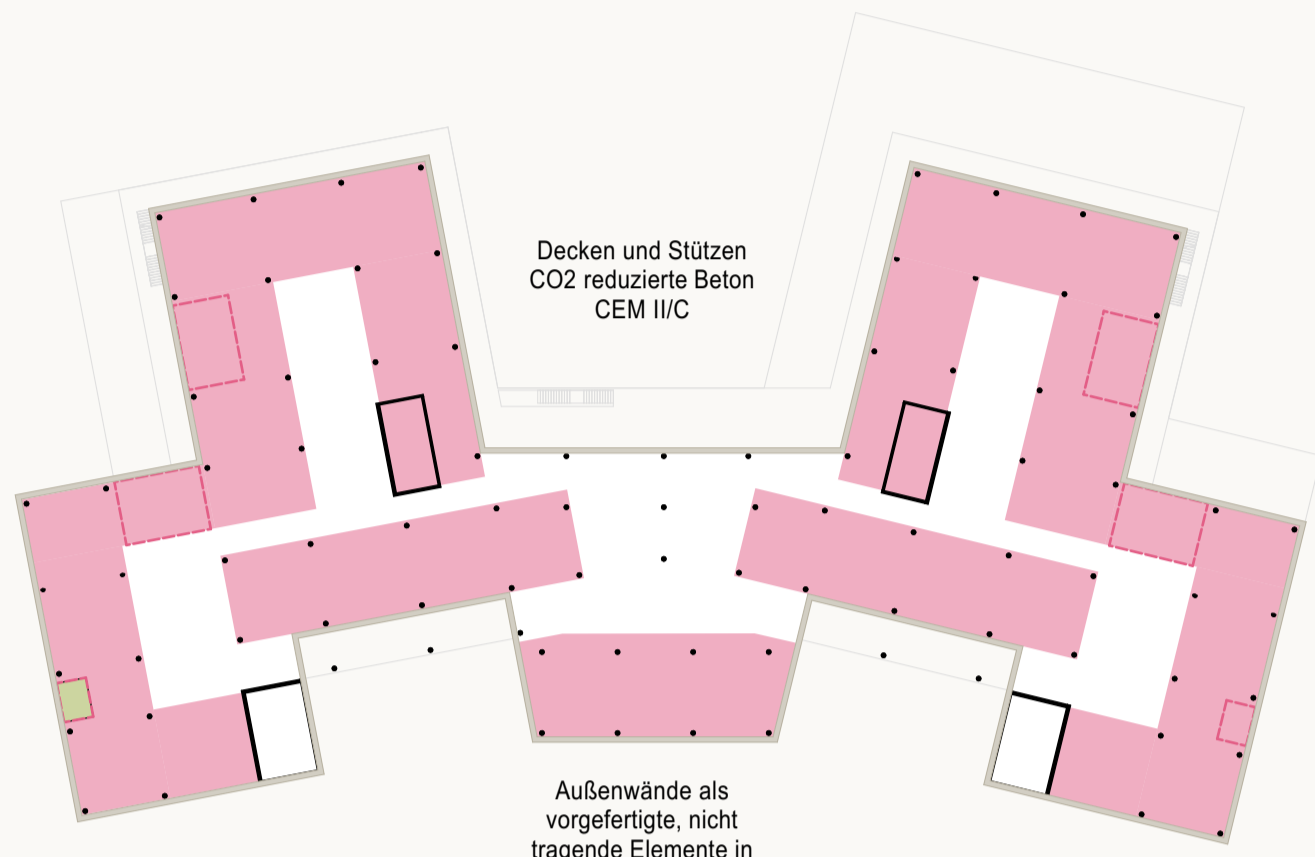 Decken und Stützen
CO2 reduzierte Beton
CEM II/C
Außenwände als
vorgefertigte, nicht
tragende Elemente in